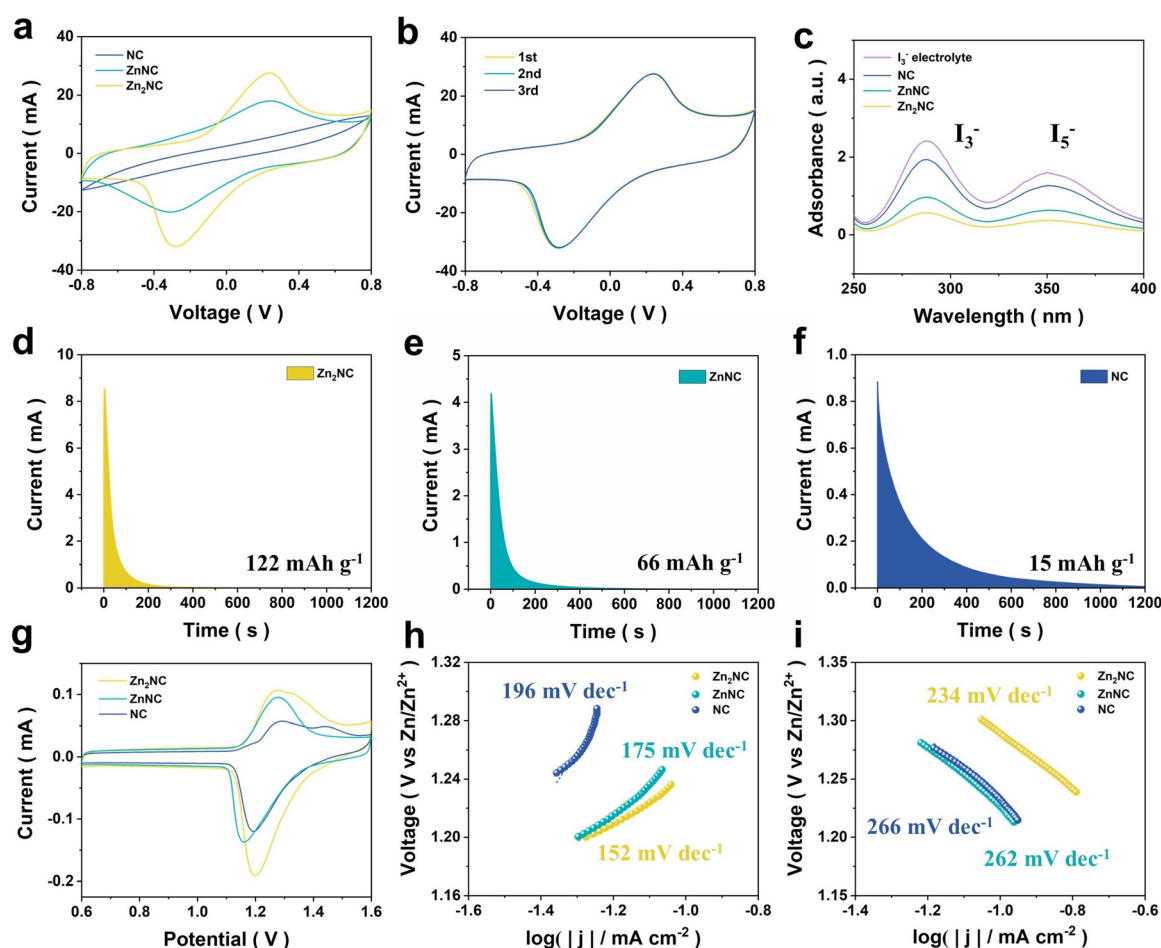 a
NC
ZnNC
Zn₂NC
40
20
0
-20
-40
-0.8 -0.4 0.0 0.4 0.8
Current ( mA )
Voltage ( V )
b
1st
2nd
3rd
40
20
0
-20
-40
-0.8 -0.4 0.0 0.4 0.8
Current ( mA )
Voltage ( V )
c
I₃⁻ electrolyte
NC
ZnNC
Zn₂NC
I₃⁻ I₅⁻
4
2
0
250 300 350 400
Adsorbance ( a.u. )
Wavelength ( nm )
d
Zn₂NC
10
8
6
4
2
0
122 mAh g⁻¹
0 200 400 600 800 1000 1200
Current ( mA )
Time ( s )
e
ZnNC
5
4
3
2
1
0
66 mAh g⁻¹
0 200 400 600 800 1000 1200
Current ( mA )
Time ( s )
f
NC
1.0
0.8
0.6
0.4
0.2
0.0
15 mAh g⁻¹
0 200 400 600 800 1000 1200
Current ( mA )
Time ( s )
g
Zn₂NC
ZnNC
NC
0.1
0.0
-0.1
-0.2
0.6 0.8 1.0 1.2 1.4 1.6
Current ( mA )
Potential ( V )
h
Zn₂NC
ZnNC
NC
196 mV dec⁻¹
175 mV dec⁻¹
152 mV dec⁻¹
1.32
1.28
1.24
1.20
1.16
-1.6 -1.4 -1.2 -1.0 -0.8
Voltage ( V vs Zn/Zn²⁺ )
log( | j | / mA cm⁻²
i
Zn₂NC
ZnNC
NC
234 mV dec⁻¹
266 mV dec⁻¹
262 mV dec⁻¹
1.35
1.30
1.25
1.20
1.15
-1.4 -1.2 -1.0 -0.8 -0.6
Voltage ( V vs Zn/Zn²⁺
log( | j | / mA cm⁻²